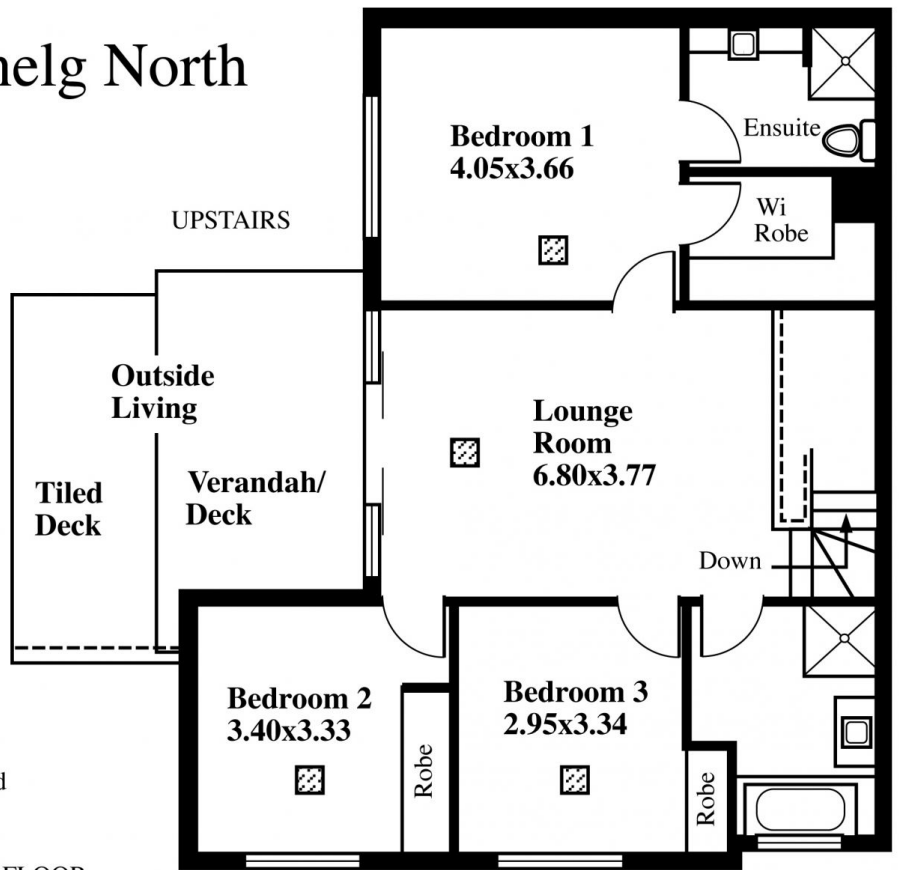 nelg North
UPSTAIRS
Bedroom 1
4.05x3.66
Ensuite
Wi
Robe
Outside
Living
Lounge
Room
6.80x3.77
Tiled
Deck
Verandah/
Deck
Down
Bedroom 2
3.40x3.33
Robe
Bedroom 3
2.95x3.34
Robe